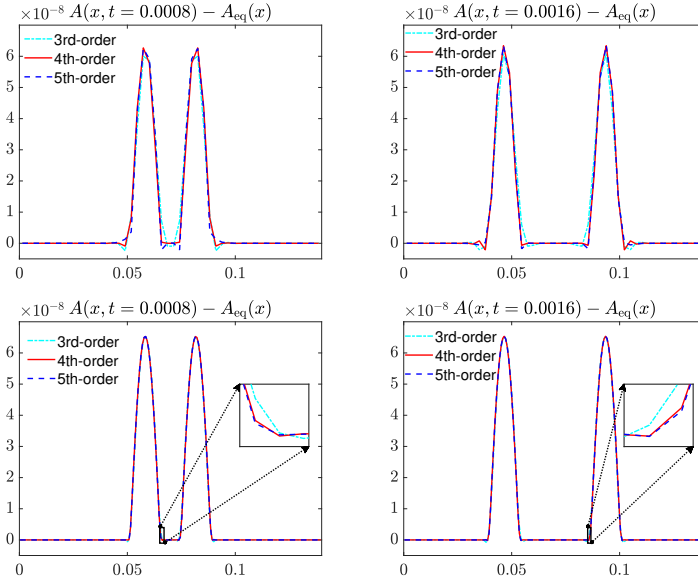 ×10⁻⁸ A(x, t = 0.0008) − A_eq(x)
3rd-order
4th-order
5th-order
6
5
4
3
2
1
0
0
0.05
0.1
×10⁻⁸ A(x, t = 0.0016) − A_eq(x)
3rd-order
4th-order
5th-order
6
5
4
3
2
1
0
0
0.05
0.1
×10⁻⁸ A(x, t = 0.0008) − A_eq(x)
3rd-order
4th-order
5th-order
6
5
4
3
2
1
0
0
0.05
0.1
×10⁻⁸ A(x, t = 0.0016) − A_eq(x)
3rd-order
4th-order
5th-order
6
5
4
3
2
1
0
0
0.05
0.1